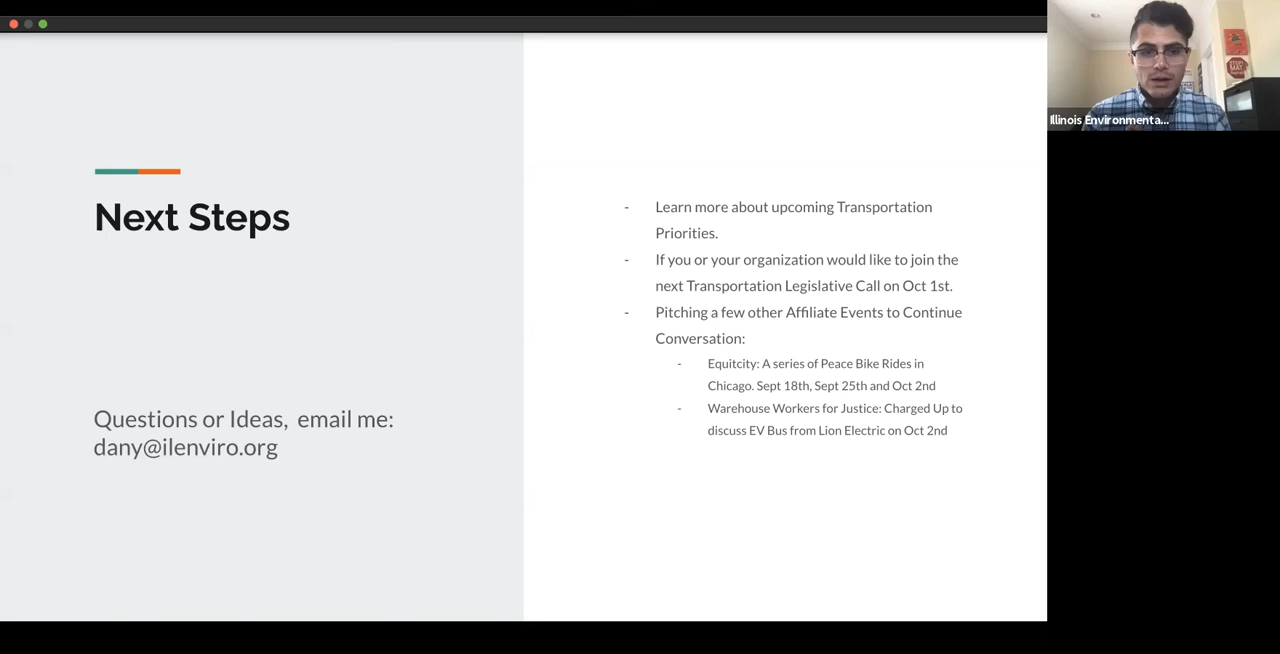 Next Steps
Questions or Ideas,  email me:
dany@ilenviro.org
- Learn more about upcoming Transportation
Priorities.
- If you or your organization would like to join the
next Transportation Legislative Call on Oct 1st.
- Pitching a few other Affiliate Events to Continue
Conversation:
- Equitcity: A series of Peace Bike Rides in
Chicago. Sept 18th, Sept 25th and Oct 2nd
- Warehouse Workers for Justice: Charged Up to
discuss EV Bus from Lion Electric on Oct 2nd
Illinois Environmenta...